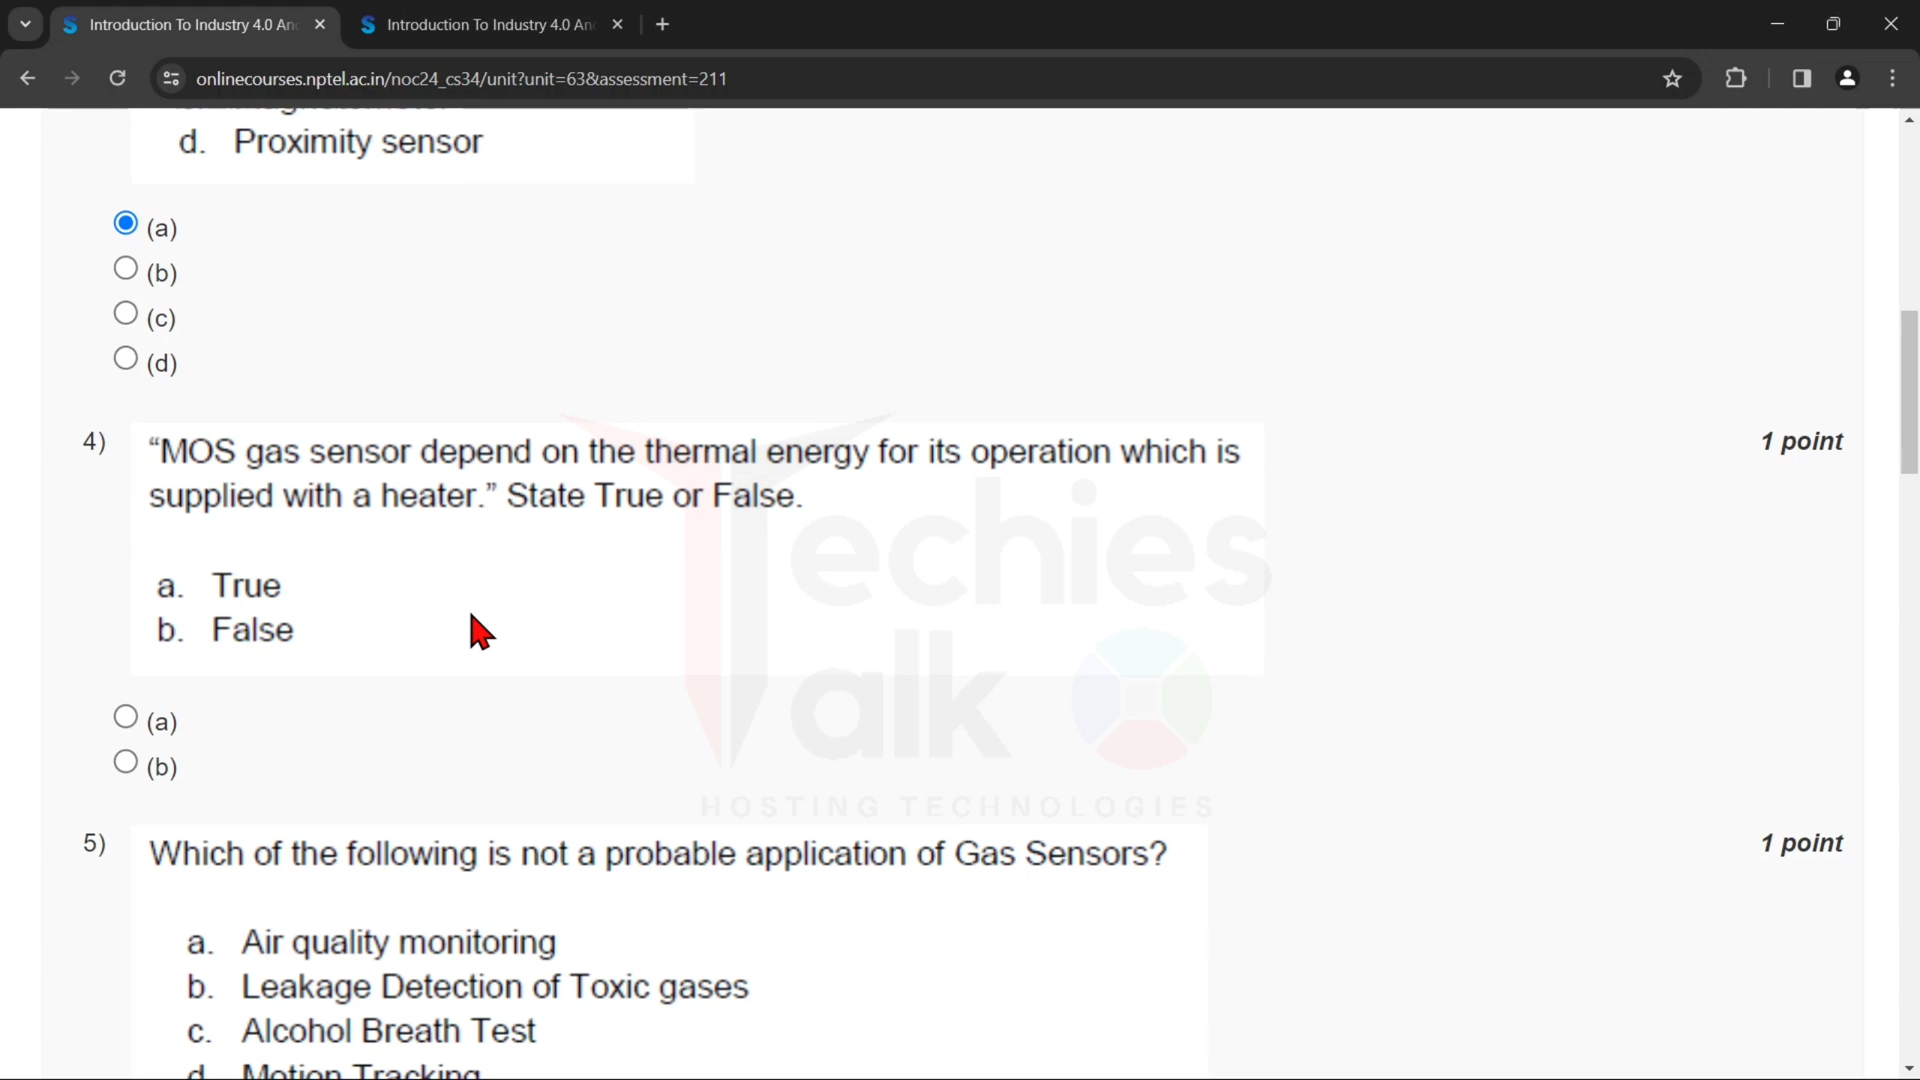 Introduction To Industry 4.0 An
Introduction To Industry 4.0 An
onlinecourses.nptel.ac.in/noc24_cs34/unit?unit=63&assessment=211
d. Proximity sensor
(a)
(b)
(c)
(d)
4)
“MOS gas sensor depend on the thermal energy for its operation which is
supplied with a heater.” State True or False.
1 point
a. True
b. False
(a)
(b)
Techies
Talk
HOSTING TECHNOLOGIES
5)
Which of the following is not a probable application of Gas Sensors?
1 point
a. Air quality monitoring
b. Leakage Detection of Toxic gases
c. Alcohol Breath Test
d. Motion Tracking